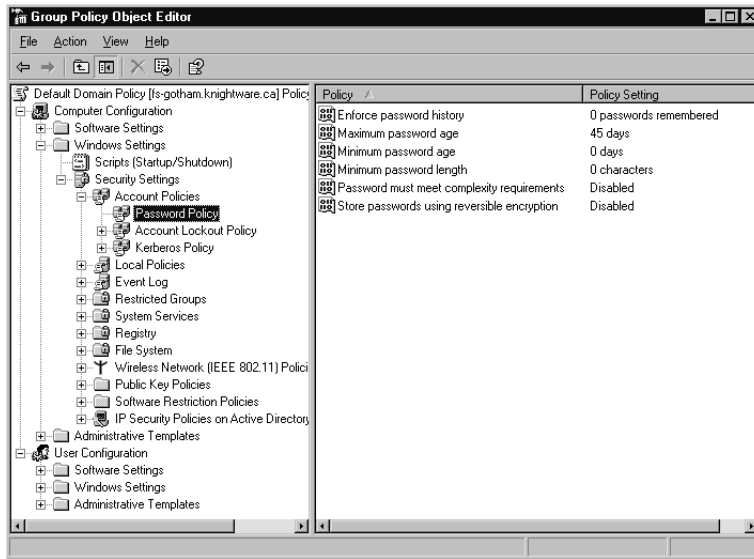 Group Policy Object Editor
File Action View Help
Default Domain Policy [fs-gotham.knightware.ca] Policy
Computer Configuration
Software Settings
Windows Settings
Scripts (Startup/Shutdown)
Security Settings
Account Policies
Password Policy
Account Lockout Policy
Kerberos Policy
Local Policies
Event Log
Restricted Groups
System Services
Registry
File System
Wireless Network (IEEE 802.11) Polici
Public Key Policies
Software Restriction Policies
IP Security Policies on Active Directory
Administrative Templates
User Configuration
Software Settings
Windows Settings
Administrative Templates
Policy Policy Setting
Enforce password history 0 passwords remembered
Maximum password age 45 days
Minimum password age 0 days
Minimum password length 0 characters
Password must meet complexity requirements Disabled
Store passwords using reversible encryption Disabled